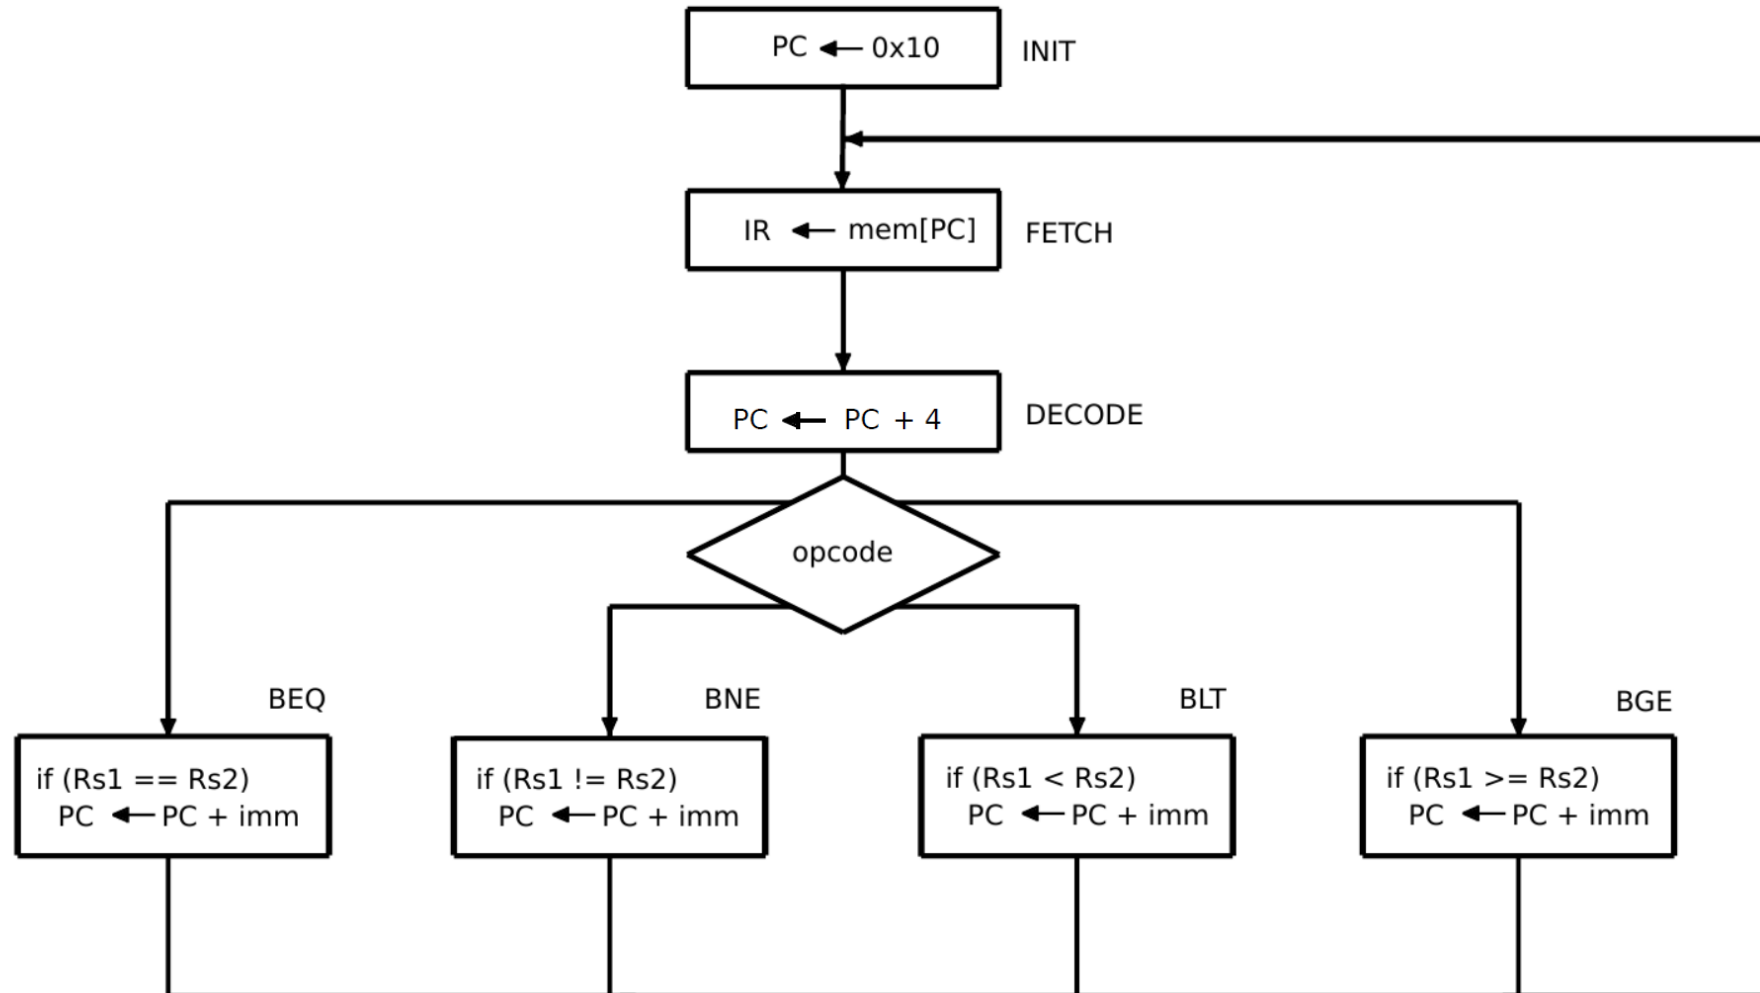 PC ← 0x10
INIT
IR ← mem[PC]
FETCH
PC ← PC + 4
DECODE
opcode
BEQ
if (Rs1 == Rs2)
PC ← PC + imm
BNE
if (Rs1 != Rs2)
PC ← PC + imm
BLT
if (Rs1 < Rs2)
PC ← PC + imm
BGE
if (Rs1 >= Rs2)
PC ← PC + imm